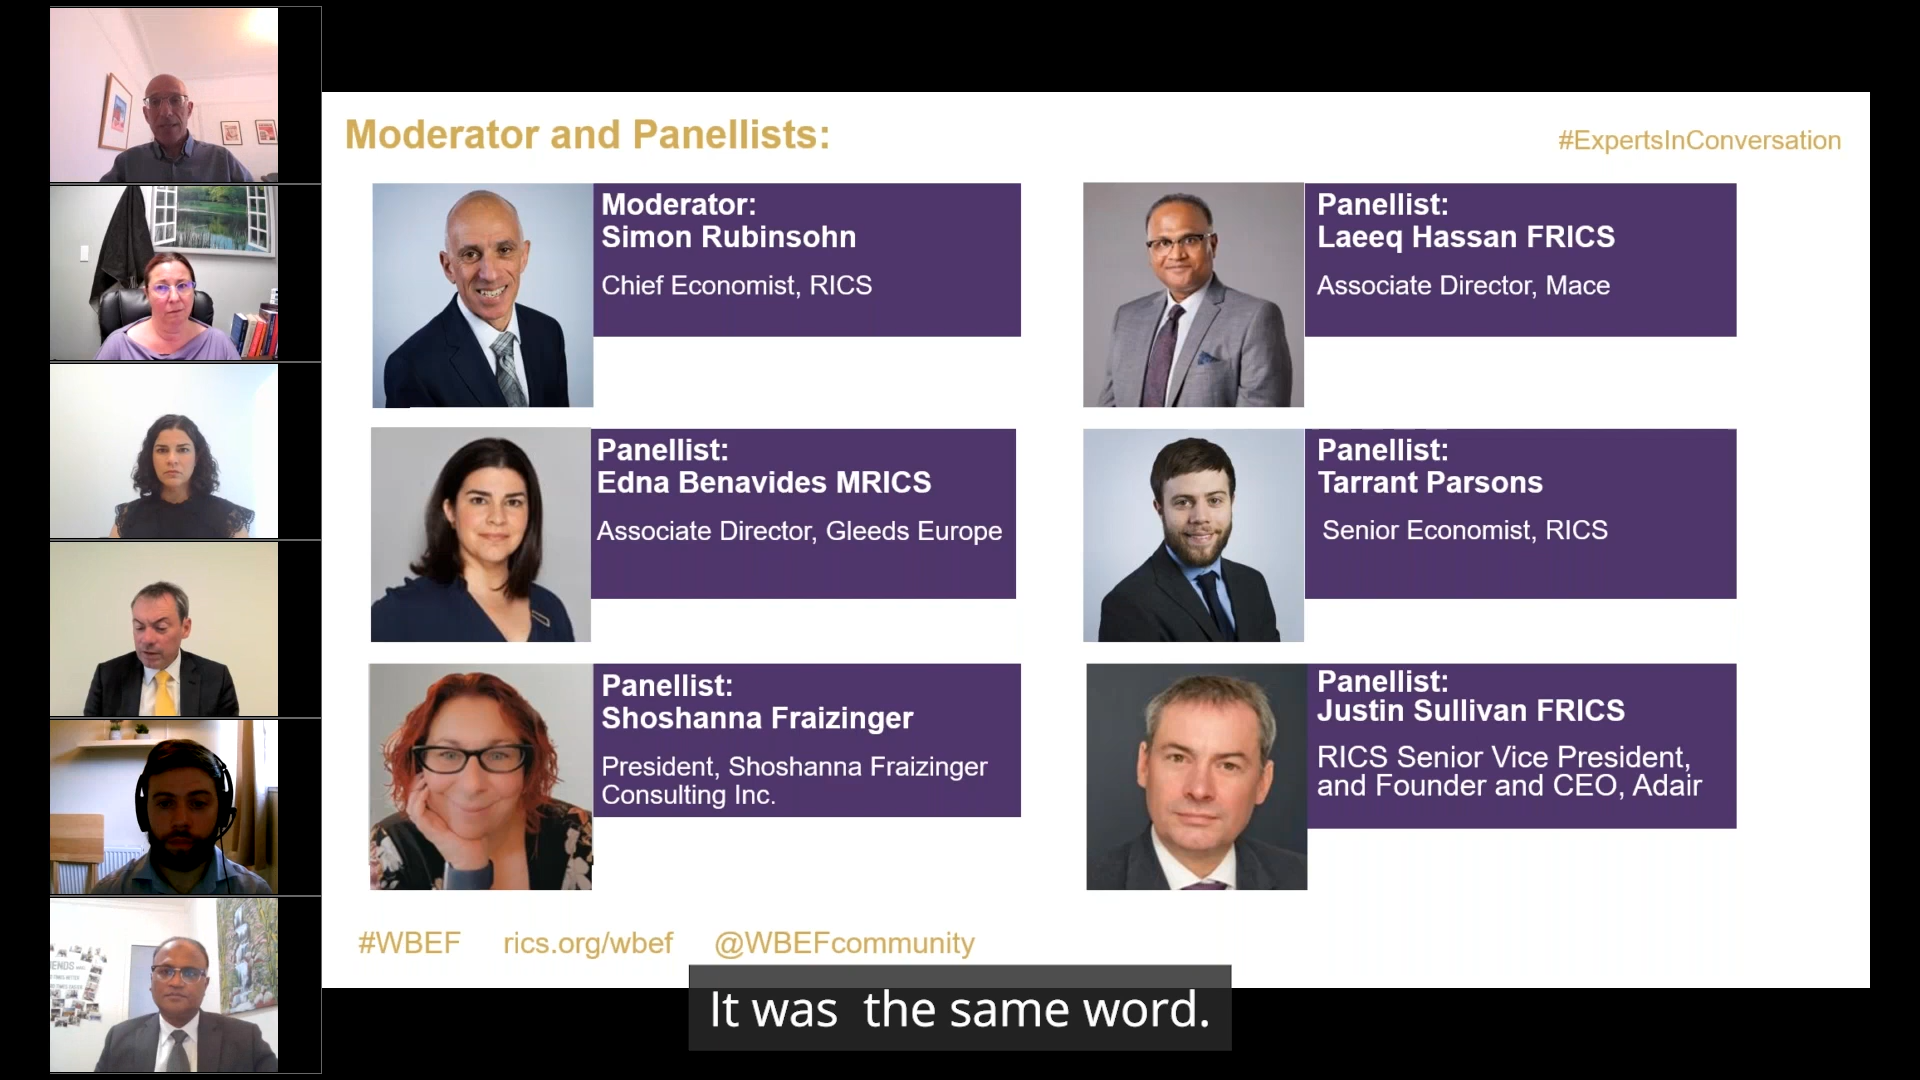 Moderator and Panellists:
#ExpertsInConversation
Moderator:
Simon Rubinsohn
Chief Economist, RICS
Panellist:
Laeeq Hassan FRICS
Associate Director, Mace
Panellist:
Edna Benavides MRICS
Associate Director, Gleeds Europe
Panellist:
Tarrant Parsons
Senior Economist, RICS
Panellist:
Shoshanna Fraizinger
President, Shoshanna Fraizinger
Consulting Inc.
Panellist:
Justin Sullivan FRICS
RICS Senior Vice President,
and Founder and CEO, Adair
#WBEF rics.org/wbef @WBEFcommunity
It was the same word.